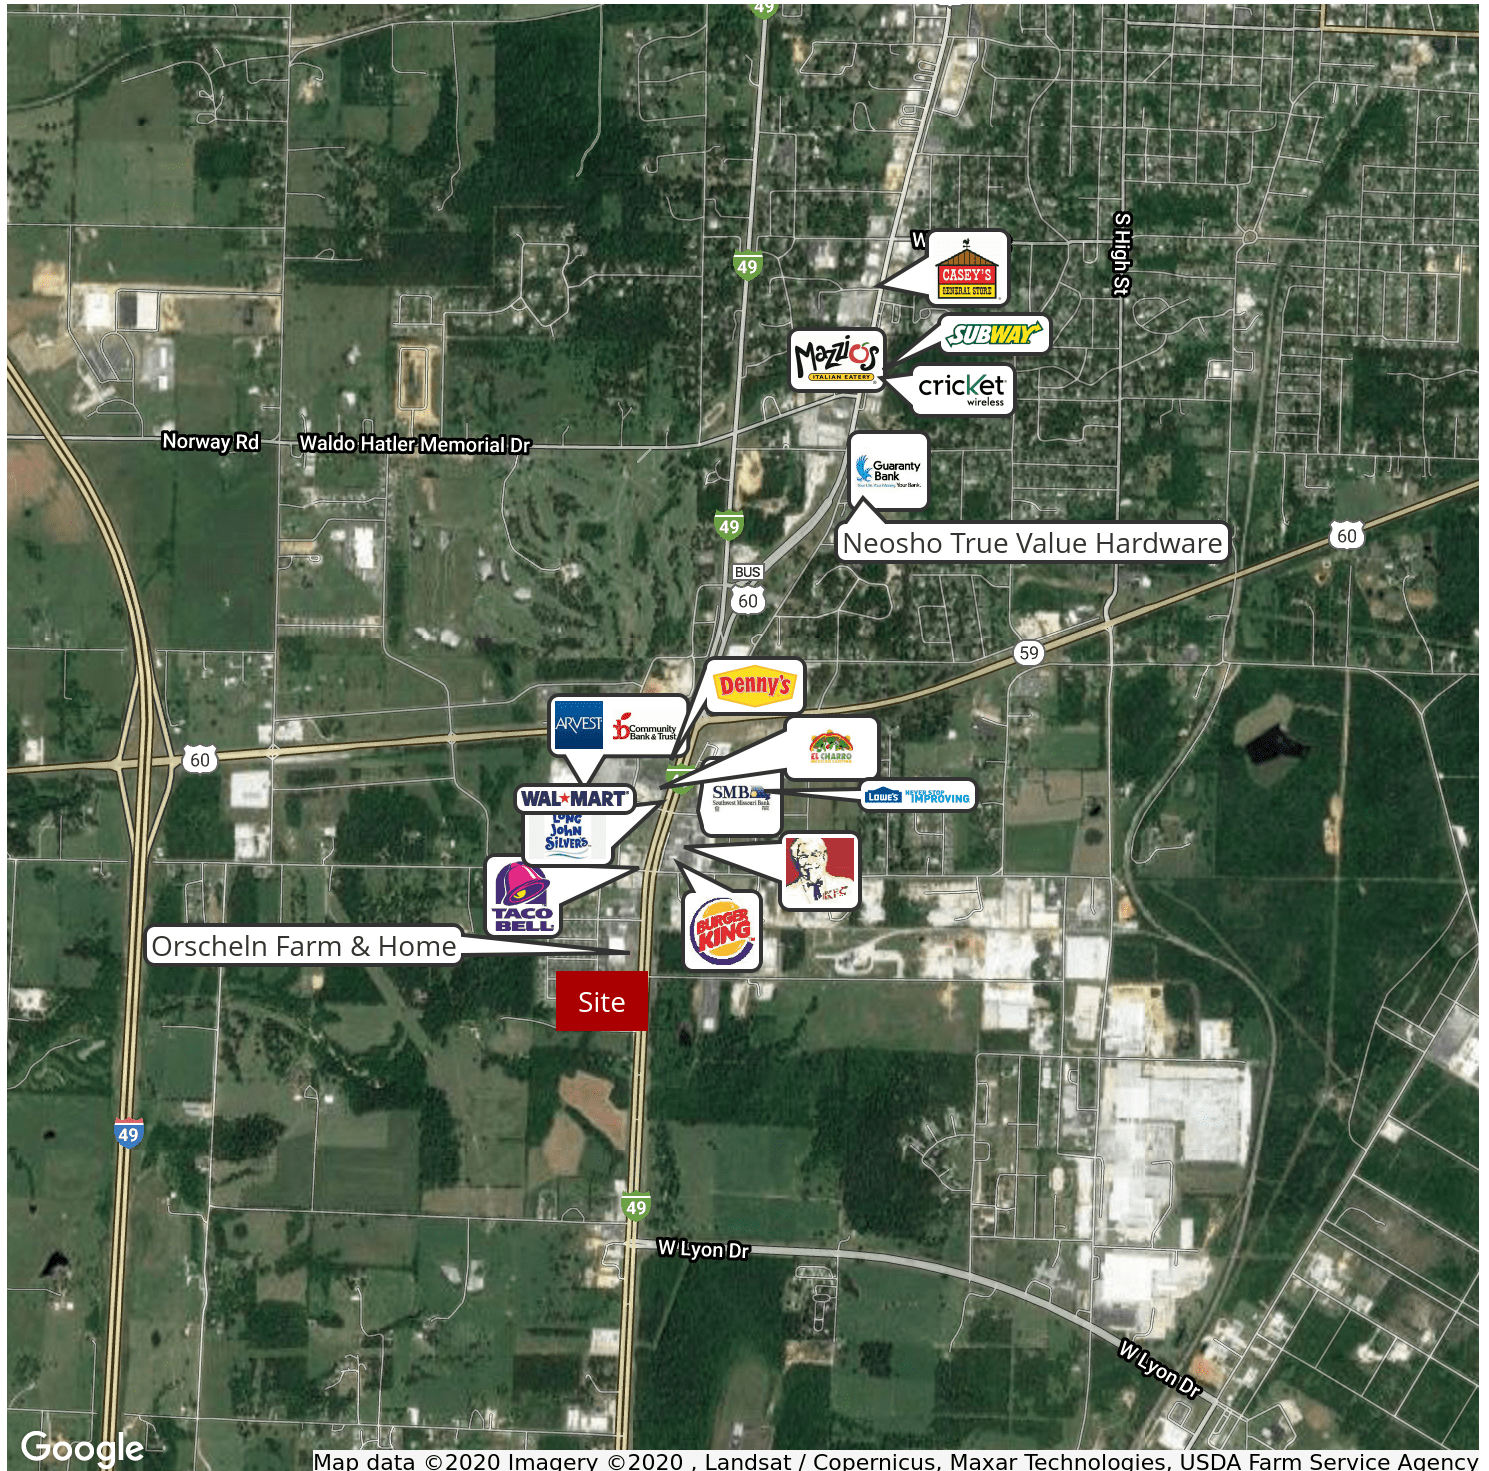 49
W
S High St
49
CASEY'S
GENERAL STORE
SUBWAY
Mazzio's
ITALIAN EATERY
cricket
wireless
Norway Rd
Waldo Hatler Memorial Dr
Guaranty
Bank
49
Neosho True Value Hardware
60
BUS
60
59
Denny's
ARVEST
Community
Bank & Trust
60
EL CHARRO
WAL★MART
SMB
Southwest Missouri Bank
LOWE'S
NEVER STOP
IMPROVING
LONG
JOHN
SILVER'S
KFC
TACO
BELL
BURGER
KING
Orscheln Farm & Home
Site
49
49
W Lyon Dr
W Lyon Dr
Google
Map data ©2020 Imagery ©2020 , Landsat / Copernicus, Maxar Technologies, USDA Farm Service Agency